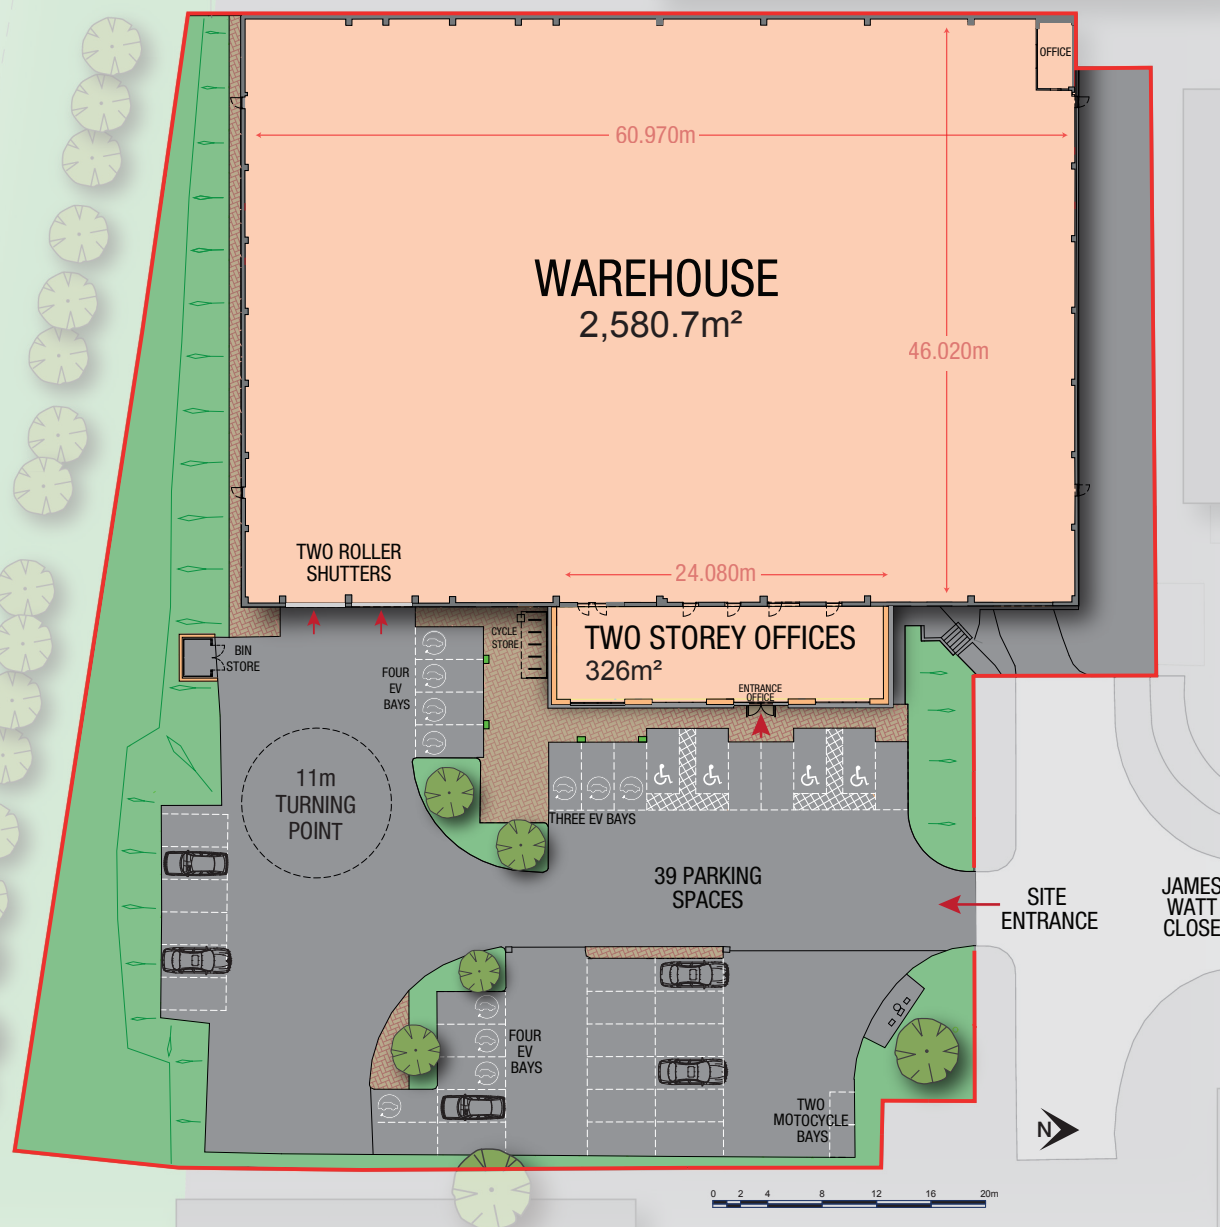 OFFICE
60.970m
WAREHOUSE
2,580.7m²
46.020m
TWO ROLLER
SHUTTERS
24.080m
CYCLE
STORE
TWO STOREY OFFICES
326m²
ENTRANCE
OFFICE
BIN
STORE
FOUR
EV
BAYS
11m
TURNING
POINT
THREE EV BAYS
39 PARKING
SPACES
SITE
ENTRANCE
JAMES
WATT
CLOSE
FOUR
EV
BAYS
TWO
MOTOCYCLE
BAYS
N
0 2 4 8 12 16 20m